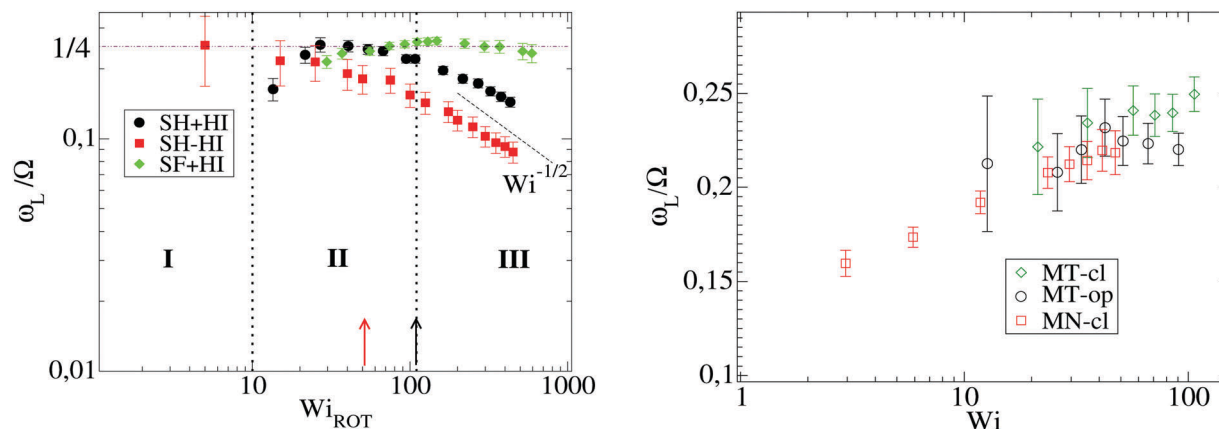 1/4
0.1
0,01
ω_L/Ω
SH+HI
SH-HI
SF+HI
Wi^-1/2
I
II
III
10
100
1000
Wi_ROT
0,25
0,2
0,15
0,1
ω_L/Ω
MT-cl
MT-op
MN-cl
1
10
100
Wi